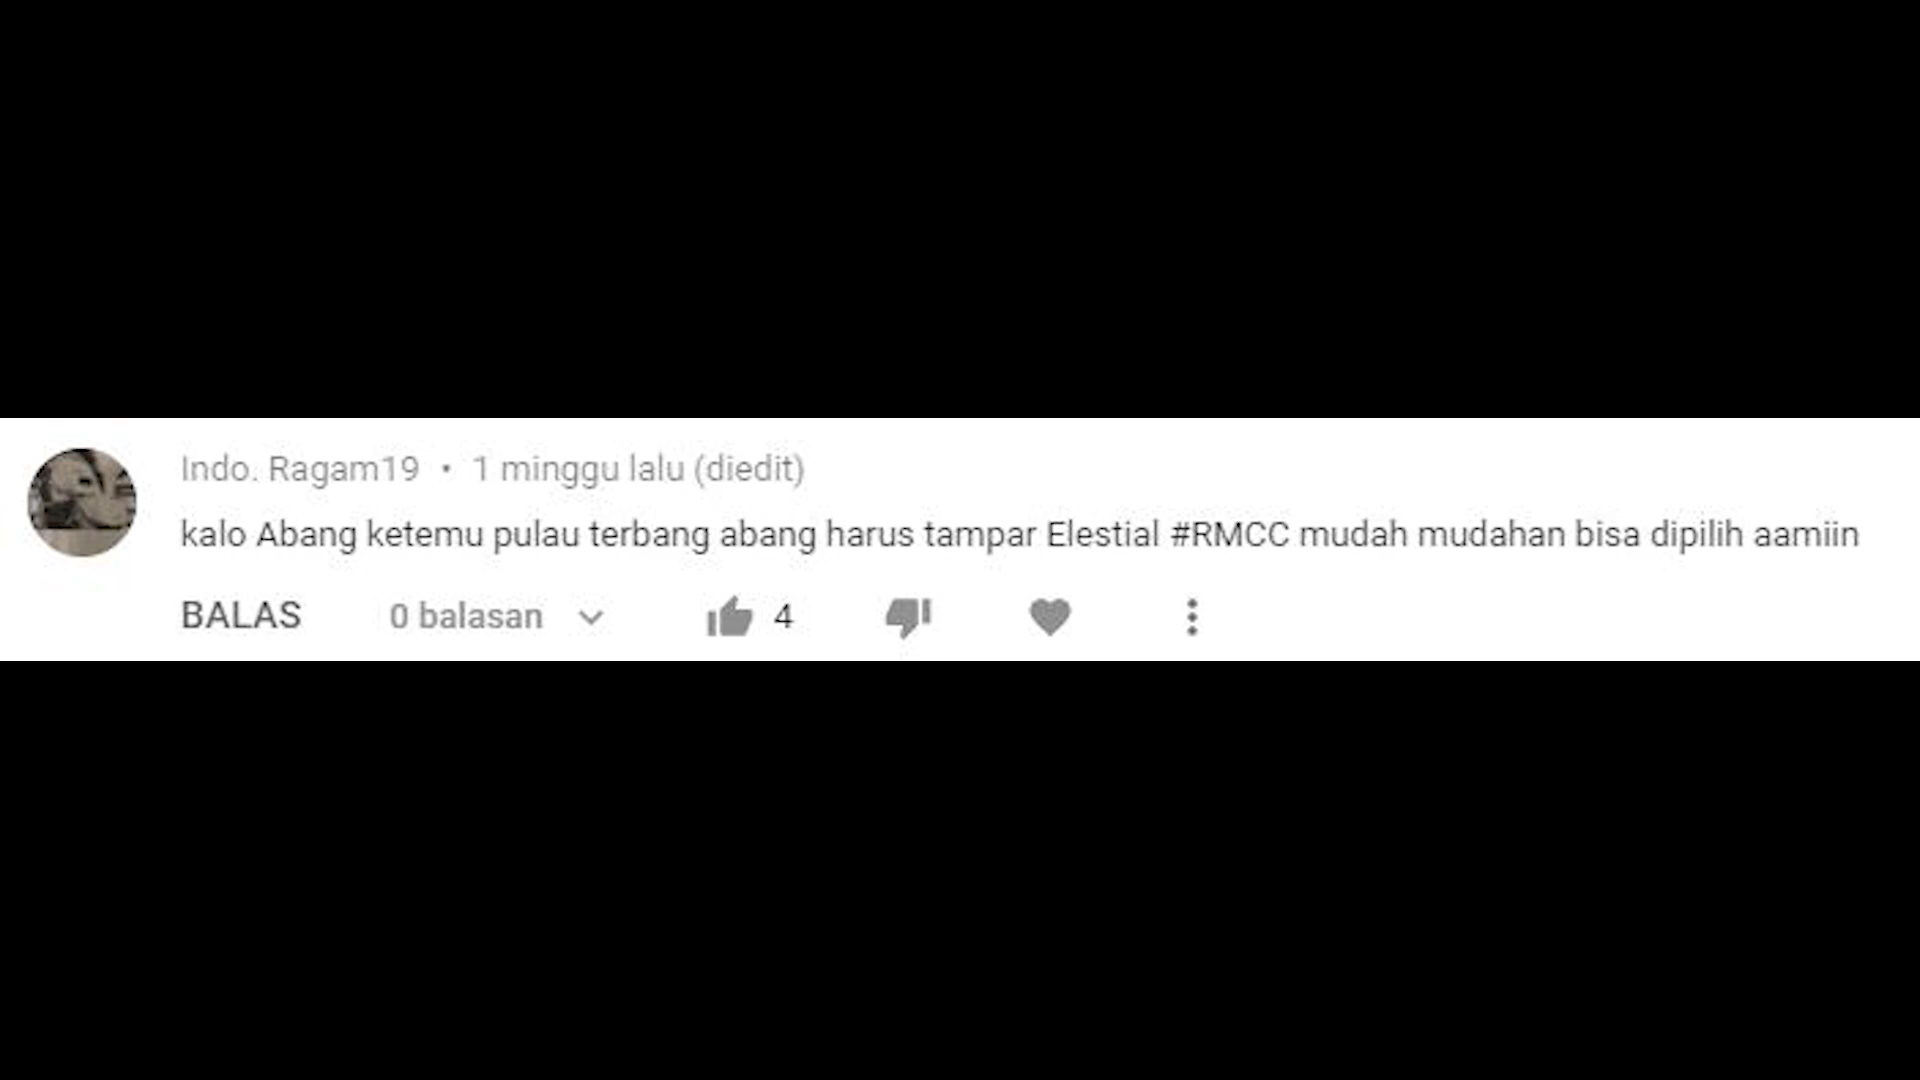 Indo. Ragam19 • 1 minggu lalu (diedit)
kalo Abang ketemu pulau terbang abang harus tampar Elestial #RMCC mudah mudahan bisa dipilih aamiin
BALAS 0 balasan 4